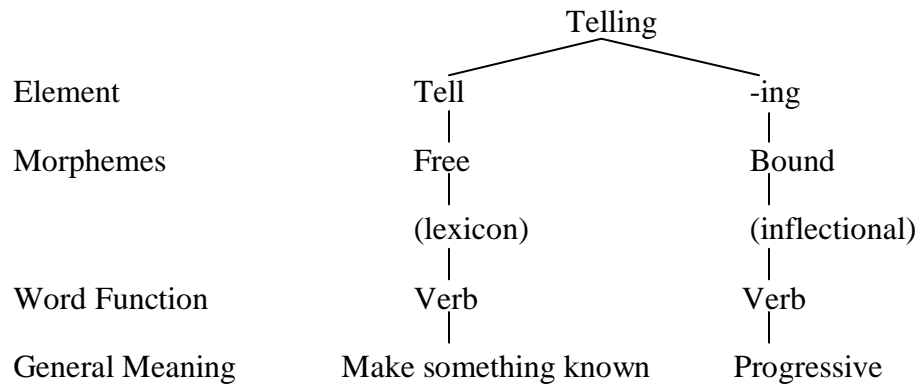 Telling
Element Tell -ing
Morphemes Free Bound
(lexicon) (inflectional)
Word Function Verb Verb
General Meaning Make something known Progressive